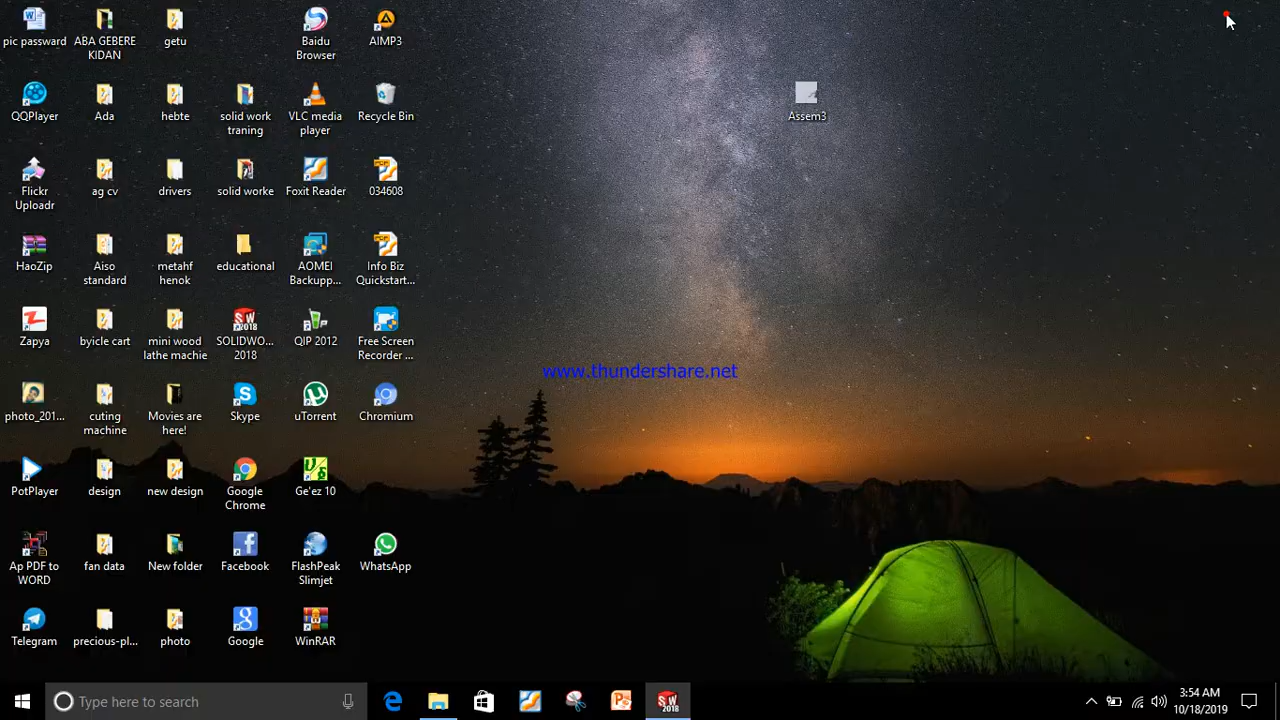 pic passward
ABA GEBERE
KIDAN
getu
Baidu
Browser
AIMP3
QQPlayer
Ada
hebte
solid work
traning
VLC media
player
Recycle Bin
Assem3
Flickr
Uploadr
ag cv
drivers
solid worke
Foxit Reader
034608
HaoZip
Aiso
standard
metahf
henok
educational
AOMEI
Backupp...
Info Biz
Quickstart...
Zapya
byicle cart
mini wood
lathe machie
SW
2018
SOLIDWO...
2018
QIP 2012
Free Screen
Recorder ...
www.thundershare.net
photo_201...
cuting
machine
Movies are
here!
Skype
uTorrent
Chromium
PotPlayer
design
new design
Google
Chrome
Ge'ez 10
Ap PDF to
WORD
fan data
New folder
Facebook
FlashPeak
Slimjet
WhatsApp
Telegram
precious-pl...
photo
Google
WinRAR
Type here to search
SW
2018
3:54 AM
10/18/2019